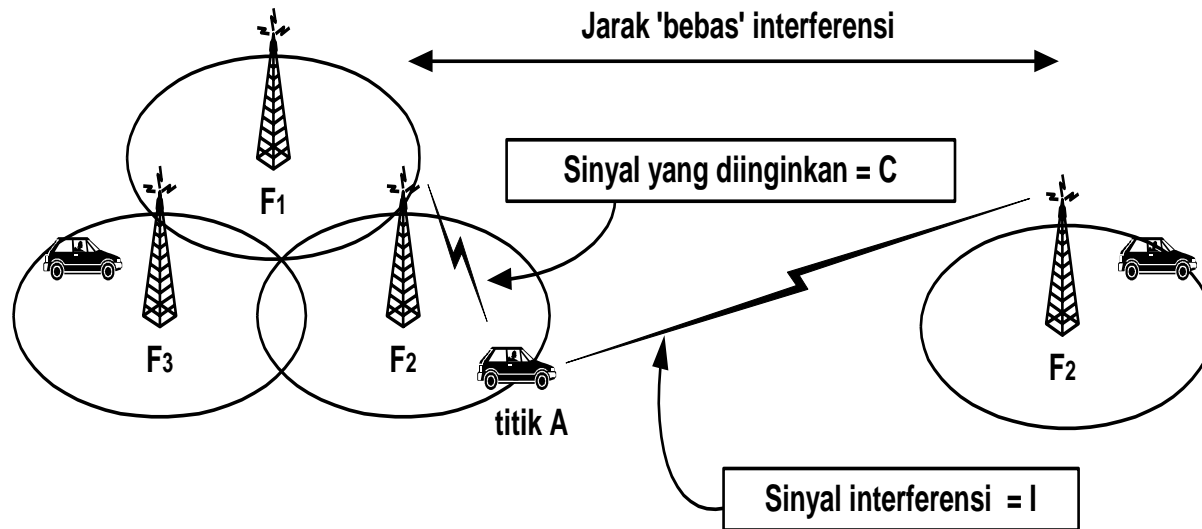 Jarak 'bebas' interferensi
Sinyal yang diinginkan = C
F1
F3
F2
F2
titik A
Sinyal interferensi = I